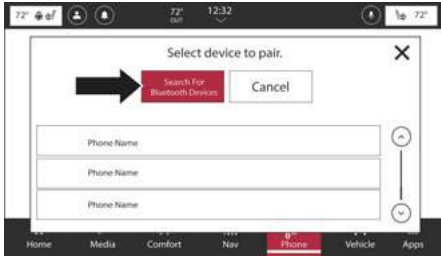 72° 72° 12:32 72°
OUT
Select device to pair.
Search For
Bluetooth Devices
Cancel
Phone Name
Phone Name
Phone Name
Home Media Comfort Nav Phone Vehicle Apps